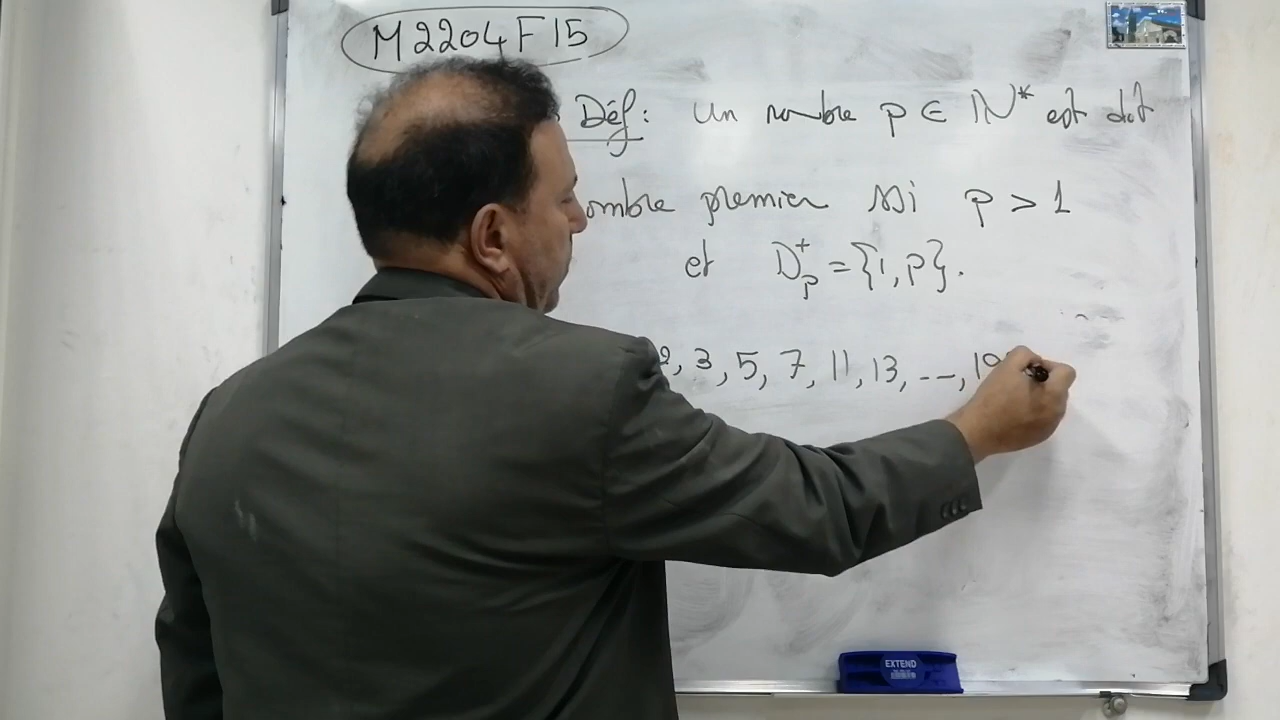 M2204F15
Déf: Un nombre p ∈ ℕ* est dit
ombre premier ssi p > 1
et D⁺ₚ = {1, p}.
2, 3, 5, 7, 11, 13, ---, 19
EXTEND